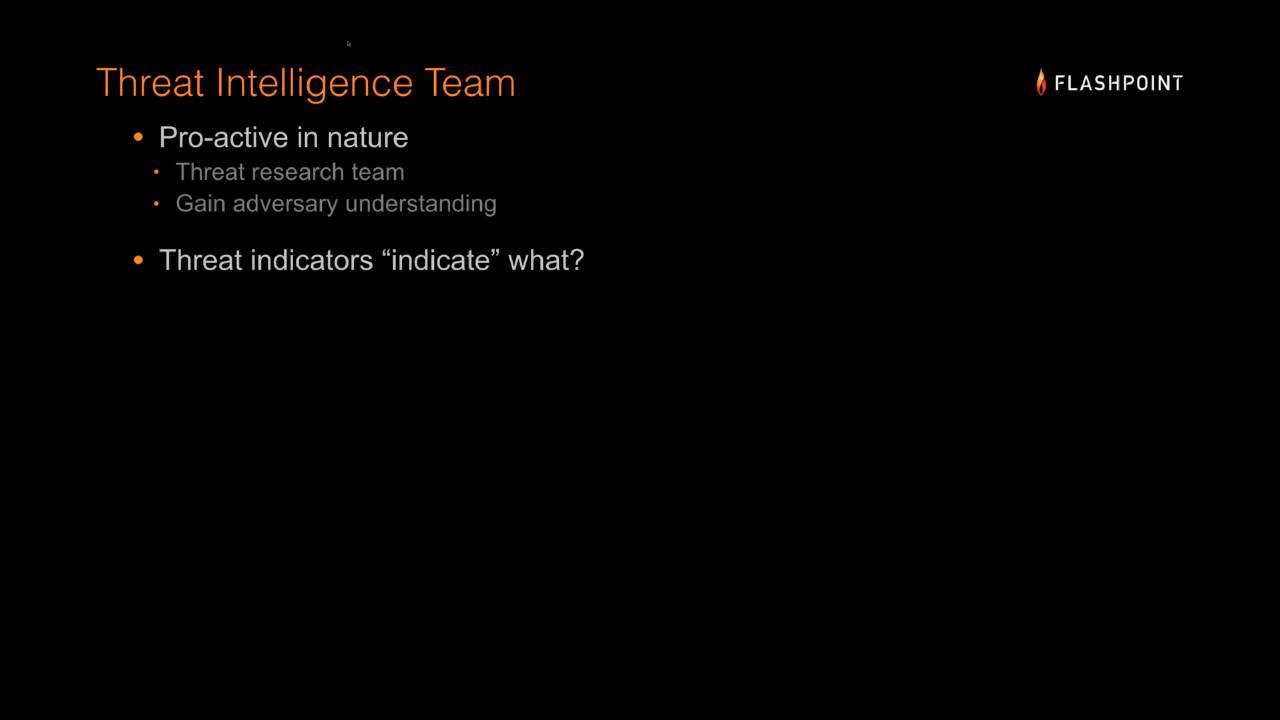 Threat Intelligence Team
FLASHPOINT
• Pro-active in nature
• Threat research team
• Gain adversary understanding
• Threat indicators “indicate” what?